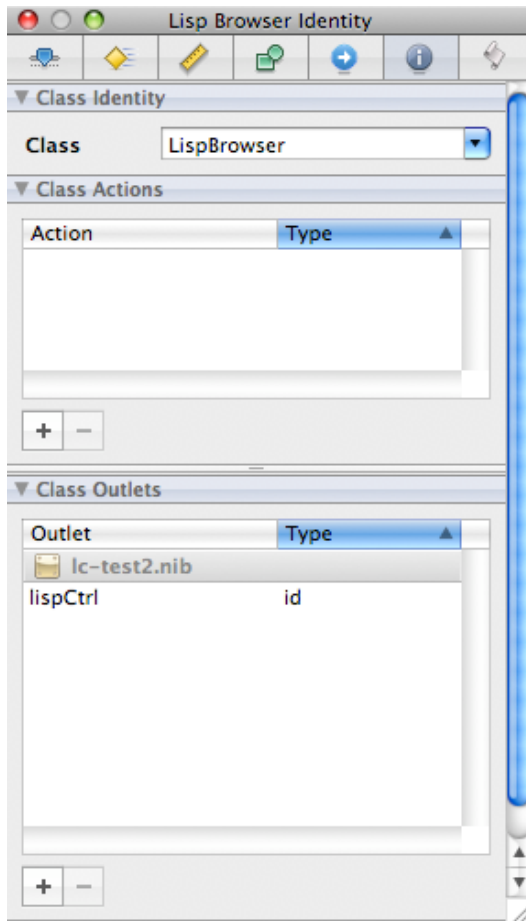 Lisp Browser Identity
Class Identity
Class LispBrowser
Class Actions
Action Type
+ −
Class Outlets
Outlet Type
lc-test2.nib
lispCtrl id
+ −